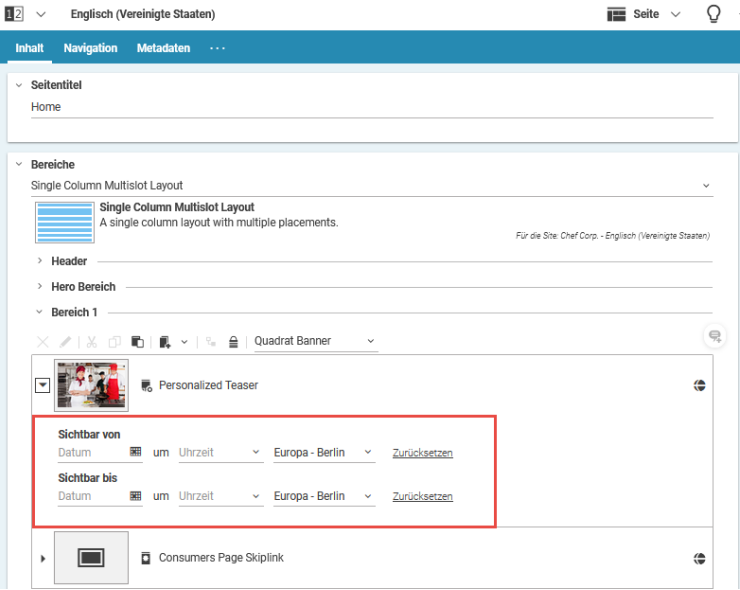 Englisch (Vereinigte Staaten) Seite
Inhalt Navigation Metadaten ...
Seitentitel
Home
Bereiche
Single Column Multislot Layout
Single Column Multislot Layout
A single column layout with multiple placements.
Für die Site: Chef Corp. - Englisch (Vereinigte Staaten)
Header
Hero Bereich
Bereich 1
Quadrat Banner
Personalized Teaser
Sichtbar von
Datum um Uhrzeit Europa - Berlin Zurücksetzen
Sichtbar bis
Datum um Uhrzeit Europa - Berlin Zurücksetzen
Consumers Page Skiplink